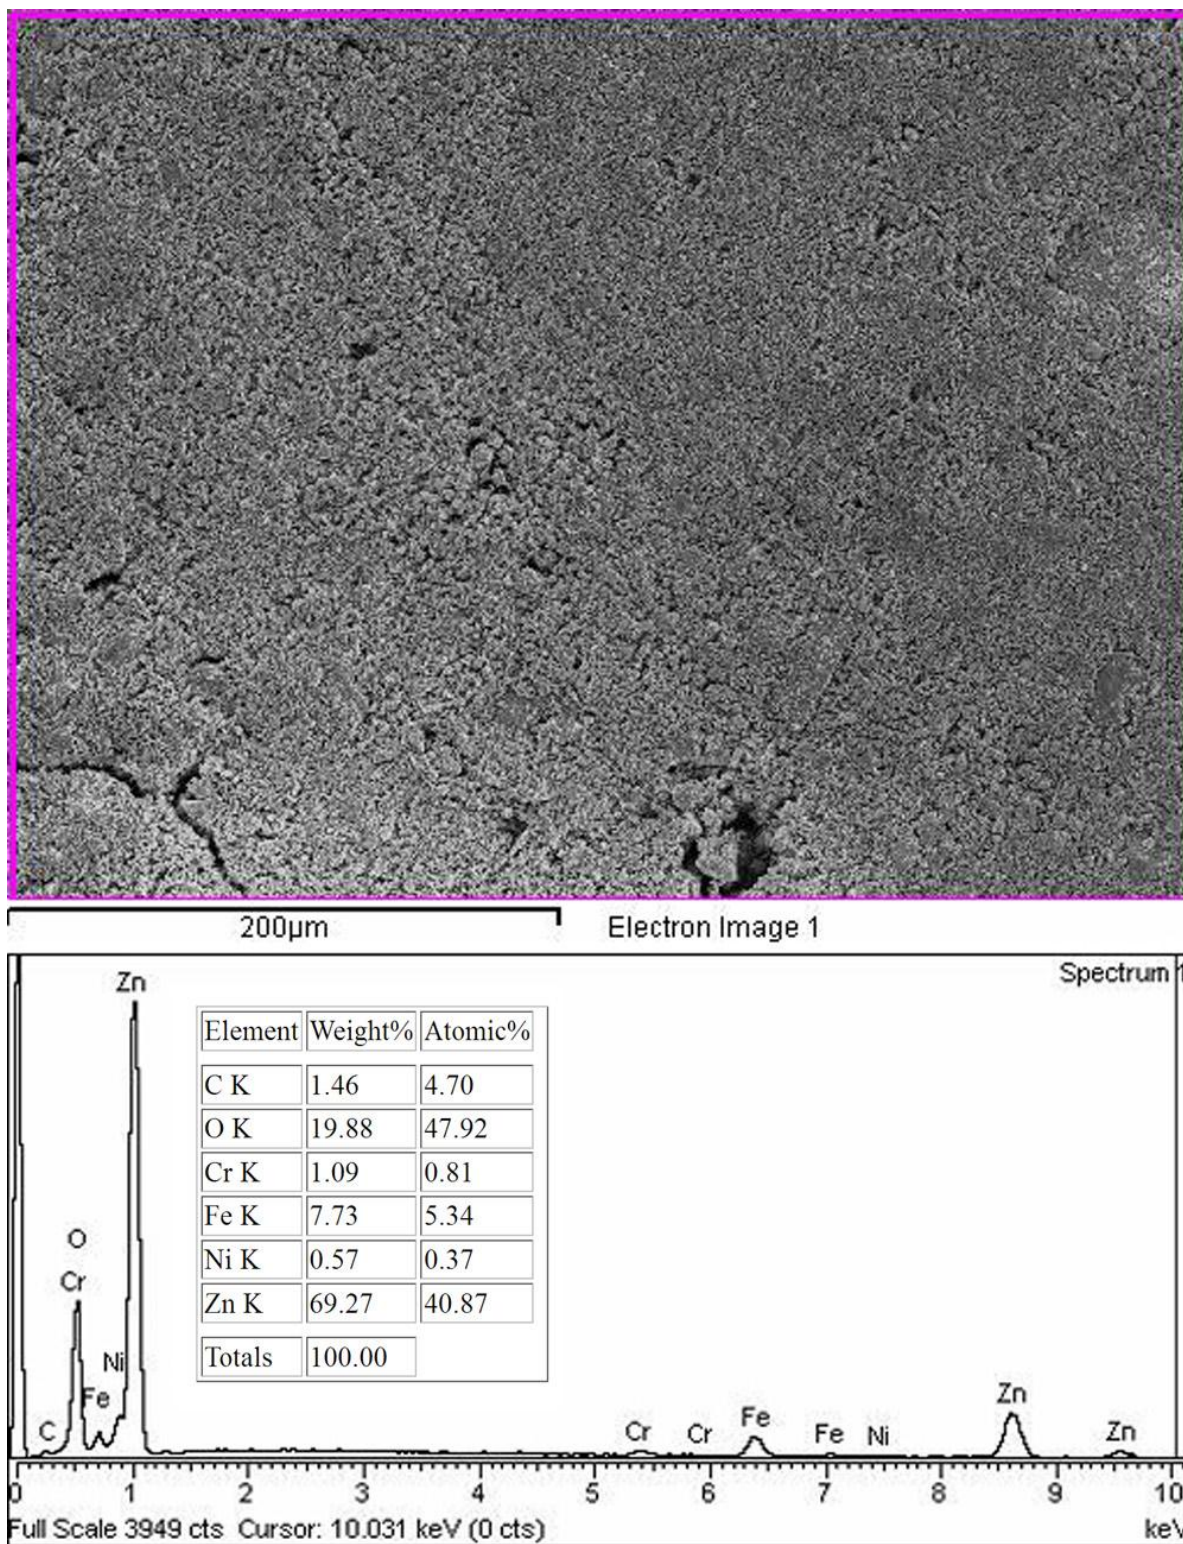 200µm Electron Image 1
Spectrum 1
Zn
Element Weight% Atomic%
C K 1.46 4.70
O K 19.88 47.92
Cr K 1.09 0.81
Fe K 7.73 5.34
Ni K 0.57 0.37
Zn K 69.27 40.87
Totals 100.00
O
Cr
Ni
Fe
C
Cr Cr Fe Fe Ni Zn Zn
0 1 2 3 4 5 6 7 8 9 10
Full Scale 3949 cts Cursor: 10.031 keV (0 cts) keV